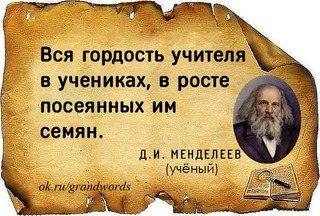 Вся гордость учителя
в учениках, в росте
посеянных им
семян.
Д.И. МЕНДЕЛЕЕВ
(учёный)
ok.ru/grandwords